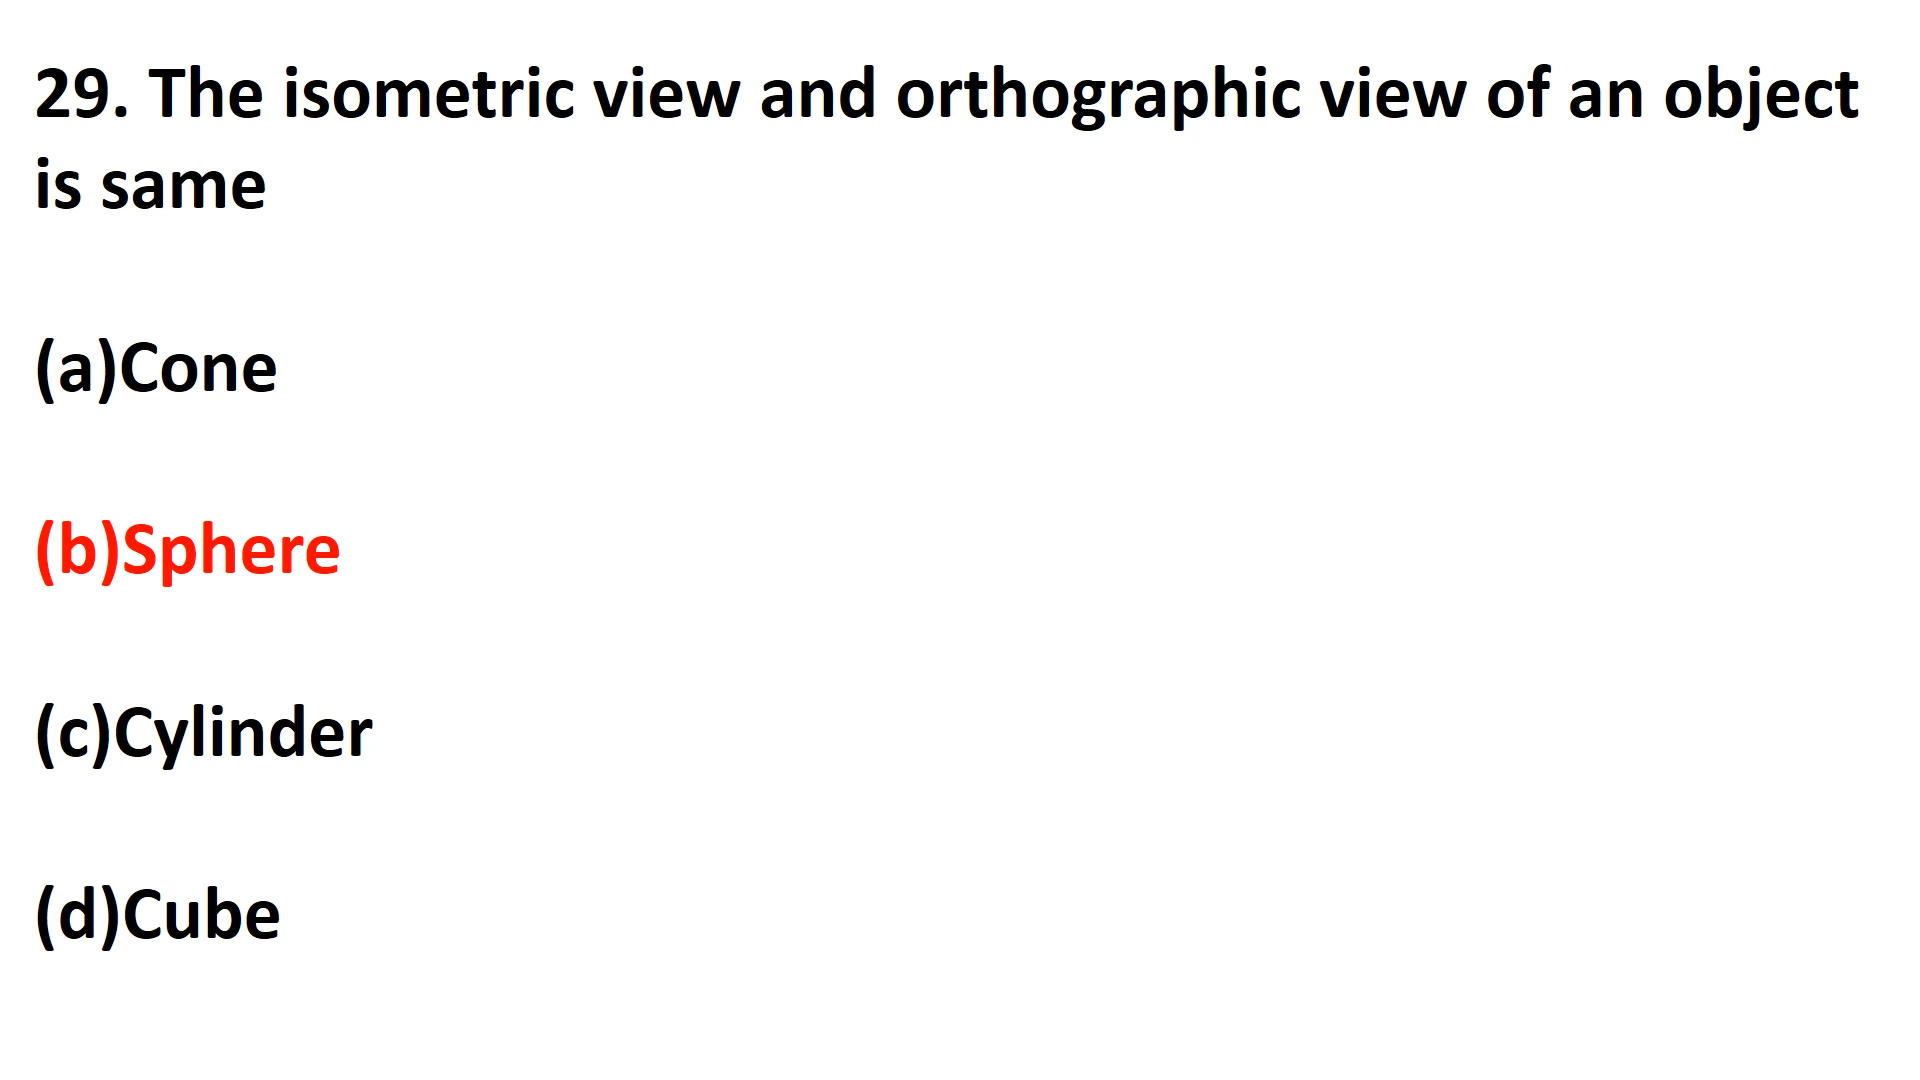 29. The isometric view and orthographic view of an object
is same
(a)Cone
(b)Sphere
(c)Cylinder
(d)Cube